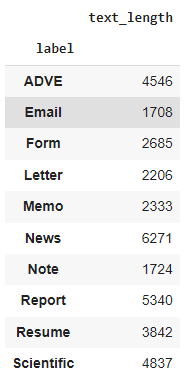 text_length
label
ADVE 4546
Email 1708
Form 2685
Letter 2206
Memo 2333
News 6271
Note 1724
Report 5340
Resume 3842
Scientific 4837